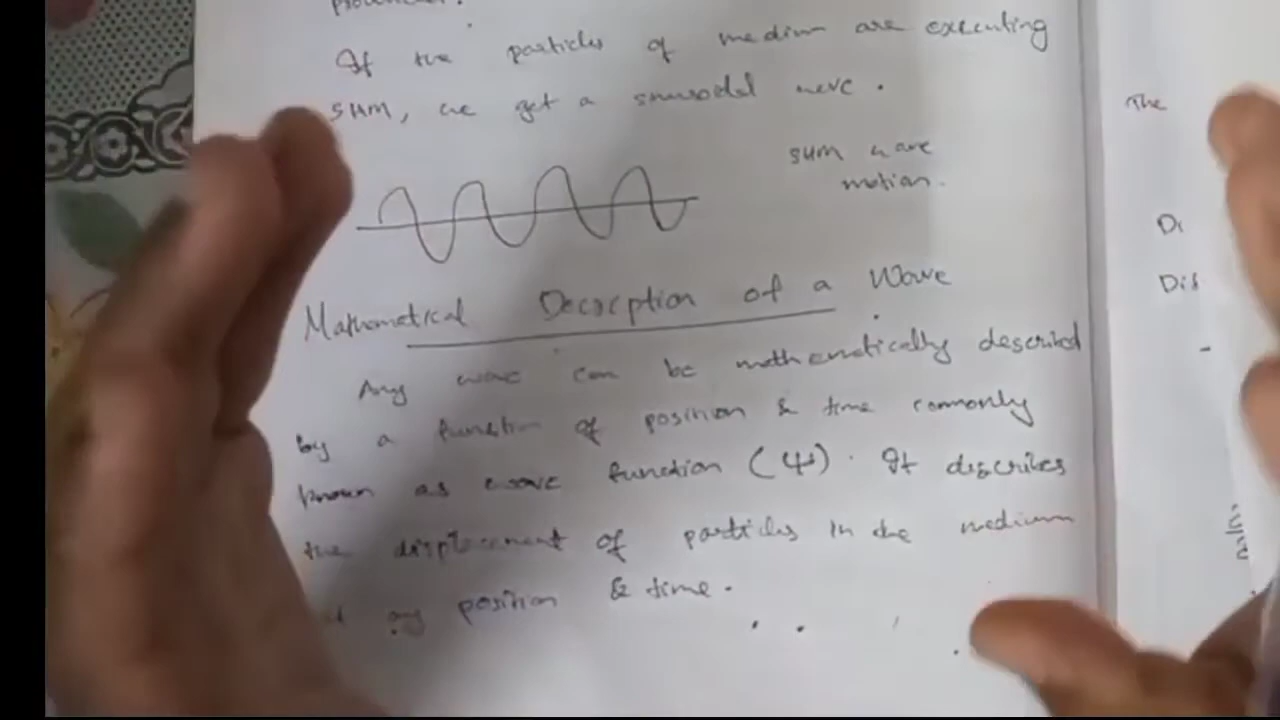 If the particles of medium are executing
SHM, we get a sinusodal wave.
SHM wave
motion.
Mathematical Decsrption of a Wave
Any wave can be mathematically described
by a function of position & time commonly
known as wave function (Ψ). It describes
the displacement of particles in the medium
at any position & time.
The
Di
Dis